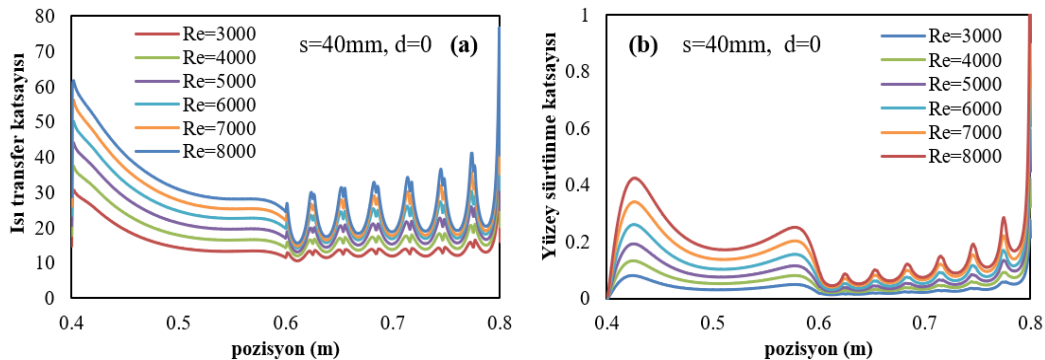 Isı transfer katsayısı
80
70
60
50
40
30
20
10
0
s=40mm, d=0 (a)
Re=3000
Re=4000
Re=5000
Re=6000
Re=7000
Re=8000
0.4 0.5 0.6 0.7 0.8
pozisyon (m)
Yüzey sürtünme katsayısı
1
0.8
0.6
0.4
0.2
0
(b) s=40mm, d=0
Re=3000
Re=4000
Re=5000
Re=6000
Re=7000
Re=8000
0.4 0.5 0.6 0.7 0.8
pozisyon (m)